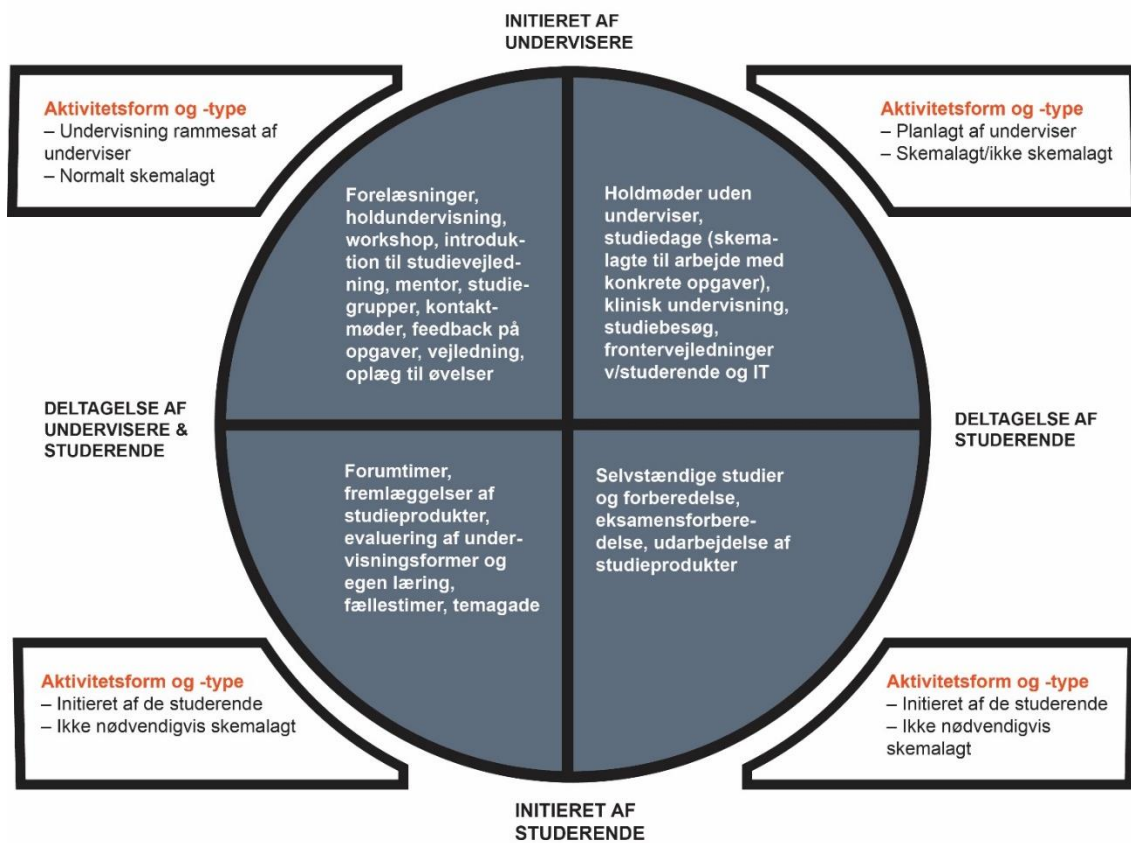 INITIERET AF
UNDERVISERE
Aktivitetsform og -type
– Undervisning rammesat af
underviser
– Normalt skemalagt
Aktivitetsform og -type
– Planlagt af underviser
– Skemalagt/ikke skemalagt
Forelæsninger,
holdundervisning,
workshop, introduk-
tion til studievejled-
ning, mentor, studie-
grupper, kontakt-
møder, feedback på
opgaver, vejledning,
oplæg til øvelser
Holdmøder uden
underviser,
studiedage (skema-
lagte til arbejde med
konkrete opgaver),
klinisk undervisning,
studiebesøg,
frontervejledninger
v/studerende og IT
DELTAGELSE AF
UNDERVISERE &
STUDERENDE
DELTAGELSE AF
STUDERENDE
Forumtimer,
fremlæggelser af
studieprodukter,
evaluering af under-
visningsformer og
egen læring,
fællestimer, temagade
Selvstændige studier
og forberedelse,
eksamensforbere-
delse, udarbejdelse af
studieprodukter
Aktivitetsform og -type
– Initieret af de studerende
– Ikke nødvendigvis skemalagt
Aktivitetsform og -type
– Initieret af de studerende
– Ikke nødvendigvis
skemalagt
INITIERET AF
STUDERENDE